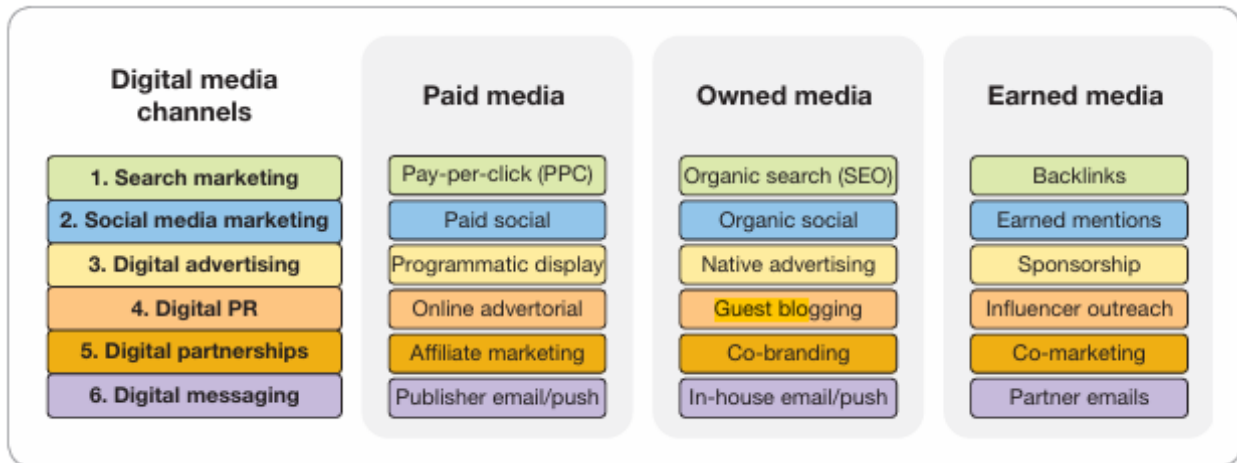 Digital media
channels
Paid media
Owned media
Earned media
1. Search marketing
Pay-per-click (PPC)
Organic search (SEO)
Backlinks
2. Social media marketing
Paid social
Organic social
Earned mentions
3. Digital advertising
Programmatic display
Native advertising
Sponsorship
4. Digital PR
Online advertorial
Guest blogging
Influencer outreach
5. Digital partnerships
Affiliate marketing
Co-branding
Co-marketing
6. Digital messaging
Publisher email/push
In-house email/push
Partner emails